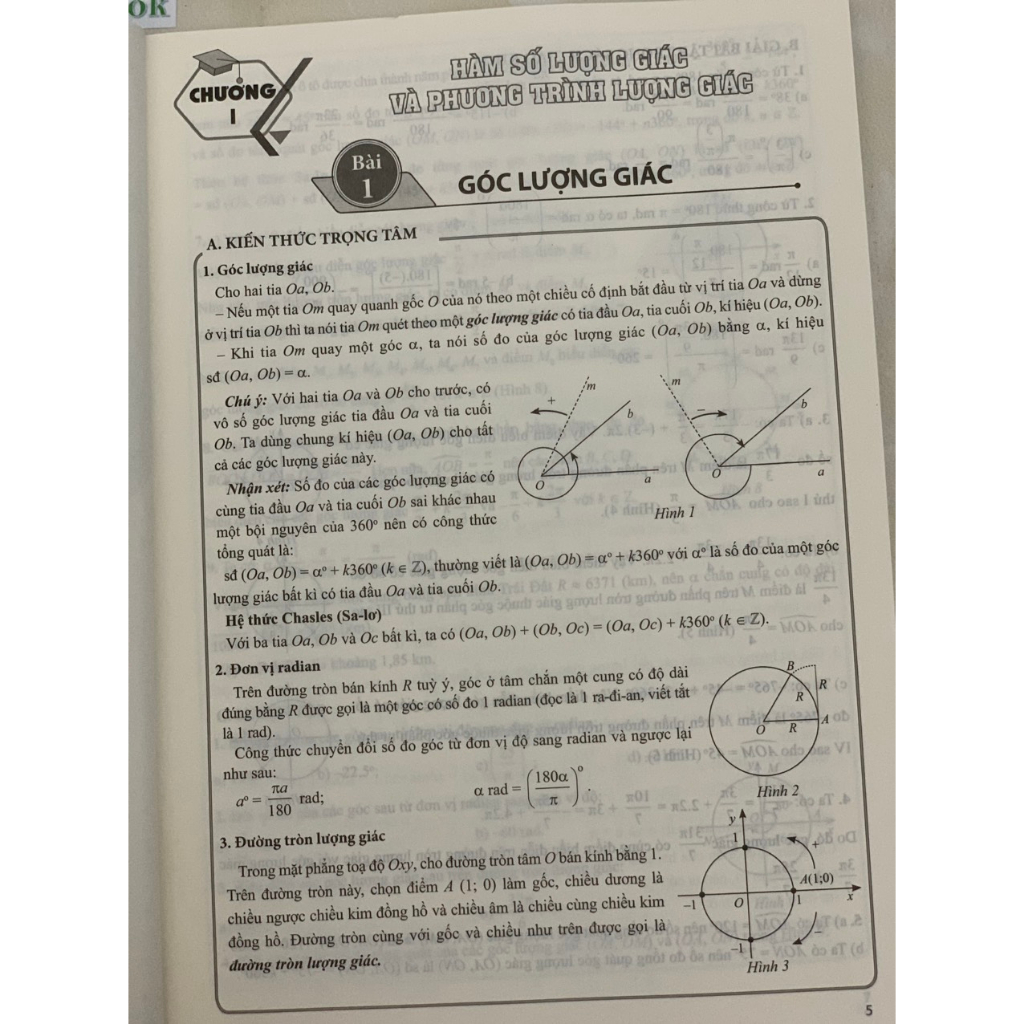 OK
CHƯƠNG
I
HÀM SỐ LƯỢNG GIÁC
VÀ PHƯƠNG TRÌNH LƯỢNG GIÁC
Bài
1
GÓC LƯỢNG GIÁC
A. KIẾN THỨC TRỌNG TÂM
1. Góc lượng giác
Cho hai tia Oa, Ob.
– Nếu một tia Om quay quanh gốc O của nó theo một chiều cố định bắt đầu từ vị trí tia Oa và dừng
ở vị trí tia Ob thì ta nói tia Om quét theo một góc lượng giác có tia đầu Oa, tia cuối Ob, kí hiệu (Oa, Ob).
– Khi tia Om quay một góc α, ta nói số đo của góc lượng giác (Oa, Ob) bằng α, kí hiệu
sđ (Oa, Ob) = α.
Chú ý: Với hai tia Oa và Ob cho trước, có
vô số góc lượng giác tia đầu Oa và tia cuối
Ob. Ta dùng chung kí hiệu (Oa, Ob) cho tất
cả các góc lượng giác này.
Nhận xét: Số đo của các góc lượng giác có
cùng tia đầu Oa và tia cuối Ob sai khác nhau
một bội nguyên của 360° nên có công thức
tổng quát là:
m
+
b
O
a
m
–
b
O
a
Hình 1
sđ (Oa, Ob) = α° + k360° (k ∈ ℤ), thường viết là (Oa, Ob) = α° + k360° với α° là số đo của một góc
lượng giác bất kì có tia đầu Oa và tia cuối Ob.
Hệ thức Chasles (Sa-lơ)
Với ba tia Oa, Ob và Oc bất kì, ta có (Oa, Ob) + (Ob, Oc) = (Oa, Oc) + k360° (k ∈ ℤ).
2. Đơn vị radian
Trên đường tròn bán kính R tuỳ ý, góc ở tâm chắn một cung có độ dài
đúng bằng R được gọi là một góc có số đo 1 radian (đọc là 1 ra-đi-an, viết tắt
là 1 rad).
Công thức chuyển đổi số đo góc từ đơn vị độ sang radian và ngược lại
như sau:
a° = πa/180 rad; α rad = (180α/π)°.
B
R
R
O
R
A
Hình 2
3. Đường tròn lượng giác
Trong mặt phẳng toạ độ Oxy, cho đường tròn tâm O bán kính bằng 1.
Trên đường tròn này, chọn điểm A (1; 0) làm gốc, chiều dương là
chiều ngược chiều kim đồng hồ và chiều âm là chiều cùng chiều kim
đồng hồ. Đường tròn cùng với gốc và chiều như trên được gọi là
đường tròn lượng giác.
y
1
+
A(1;0)
–1
O
1
x
–1
–
Hình 3
5